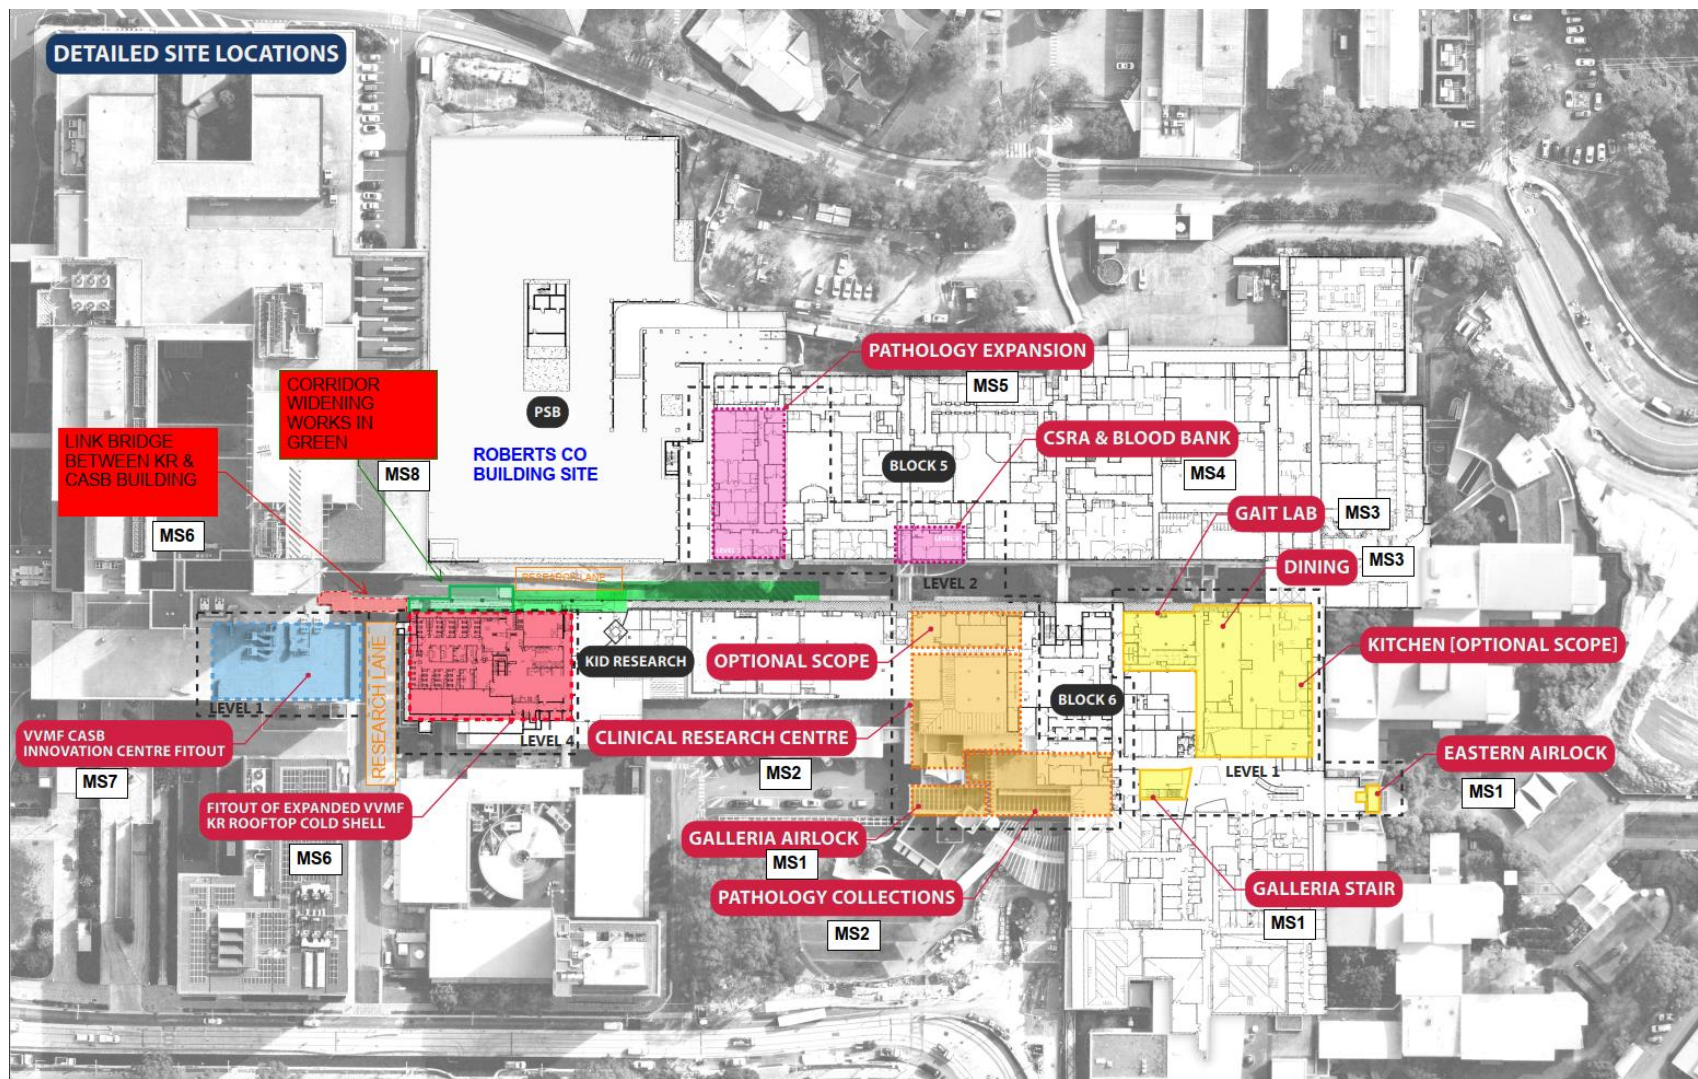 DETAILED SITE LOCATIONS
CORRIDOR
WIDENING
WORKS IN
GREEN
MS8
LINK BRIDGE
BETWEEN KR &
CASB BUILDING
MS6
PSB
ROBERTS CO
BUILDING SITE
PATHOLOGY EXPANSION
MS5
CSRA & BLOOD BANK
MS4
BLOCK 5
GAIT LAB
MS3
DINING
MS3
RESEARCH LANE
LEVEL 2
KITCHEN [OPTIONAL SCOPE]
OPTIONAL SCOPE
KID RESEARCH
RESEARCH LANE
BLOCK 6
LEVEL 1
VVMF CASB
INNOVATION CENTRE FITOUT
MS7
LEVEL 4
CLINICAL RESEARCH CENTRE
MS2
LEVEL 1
EASTERN AIRLOCK
MS1
FITOUT OF EXPANDED VVMF
KR ROOFTOP COLD SHELL
MS6
GALLERIA AIRLOCK
MS1
PATHOLOGY COLLECTIONS
MS2
GALLERIA STAIR
MS1